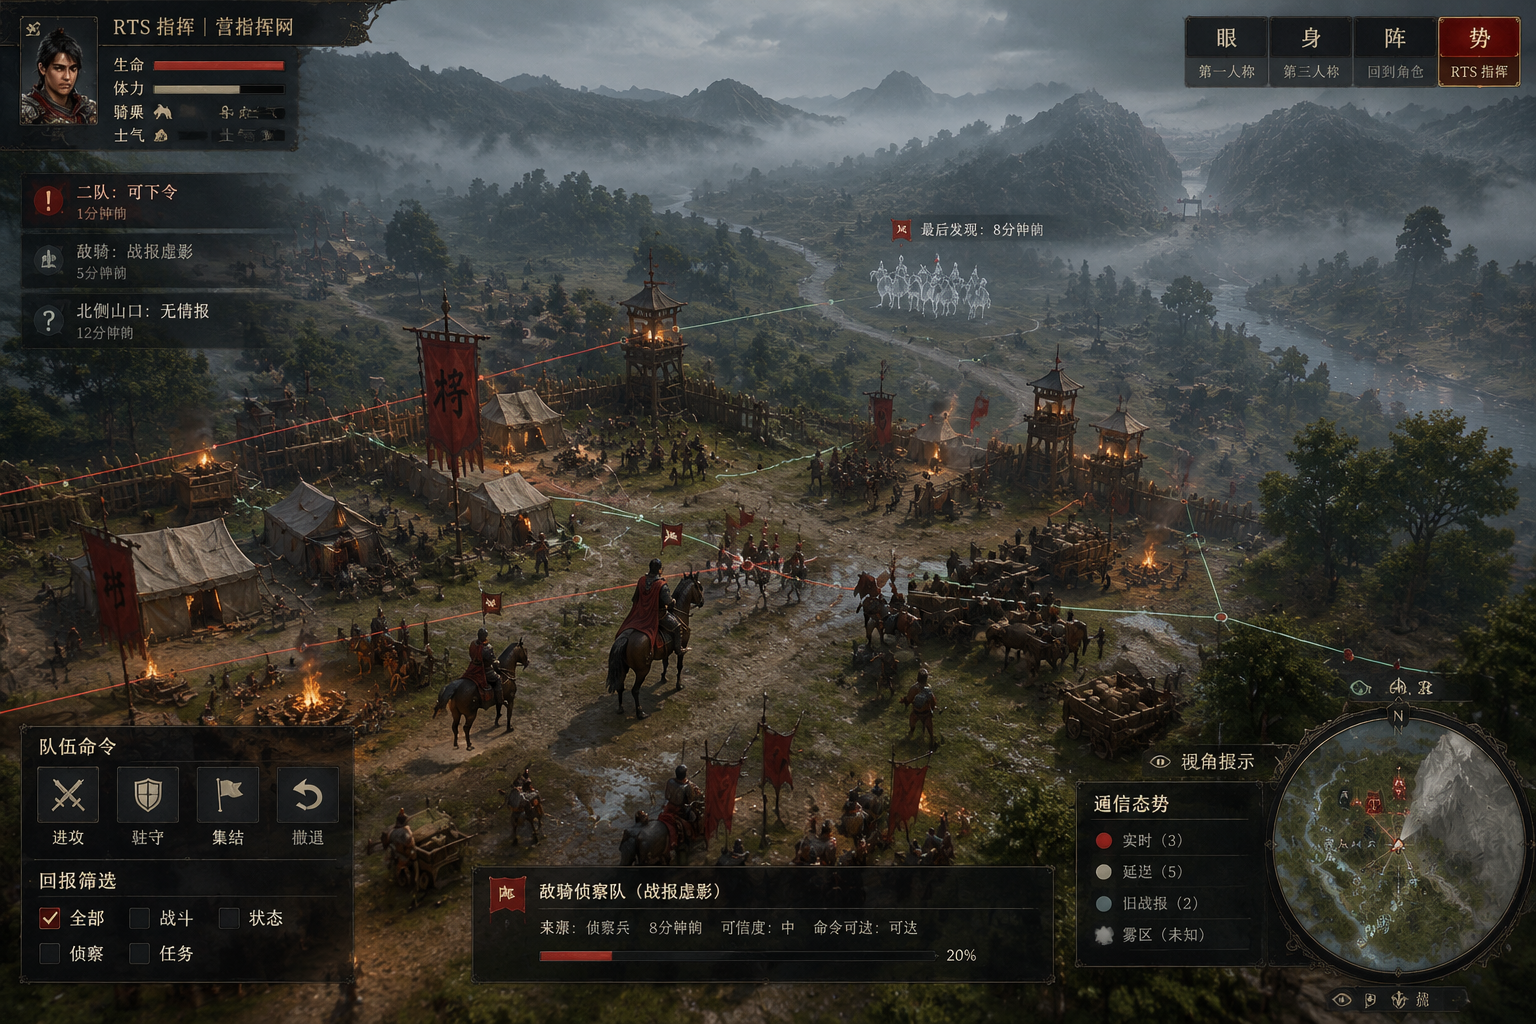 RTS 指挥｜营指挥网
生命
体力
骑乘
士气
眼
第一人称
身
第三人称
阵
回到角色
势
RTS 指挥
二队：可下令
1分钟前
敌骑：战报虚影
5分钟前
北侧山口：无情报
12分钟前
最后发现：8分钟前
将
队伍命令
进攻
驻守
集结
撤退
回报筛选
全部
战斗
状态
侦察
任务
敌骑侦察队（战报虚影）
来源：侦察兵 8分钟前 可信度：中 命令可达：可达
20%
视角提示
通信态势
实时（3）
延迟（5）
旧战报（2）
雾区（未知）
N